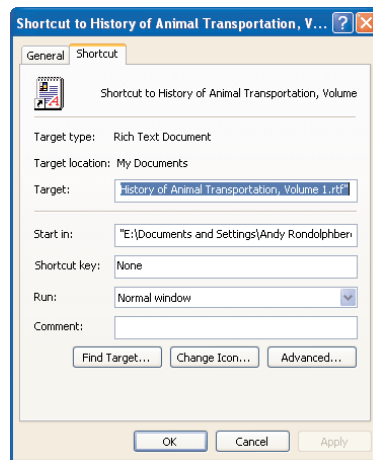 Shortcut to History of Animal Transportation, V...
General Shortcut
Shortcut to History of Animal Transportation, Volume
Target type: Rich Text Document
Target location: My Documents
Target: History of Animal Transportation, Volume 1.rtf"
Start in: "E:\Documents and Settings\Andy Rondolphber
Shortcut key: None
Run: Normal window
Comment:
Find Target... Change Icon... Advanced...
OK Cancel Apply